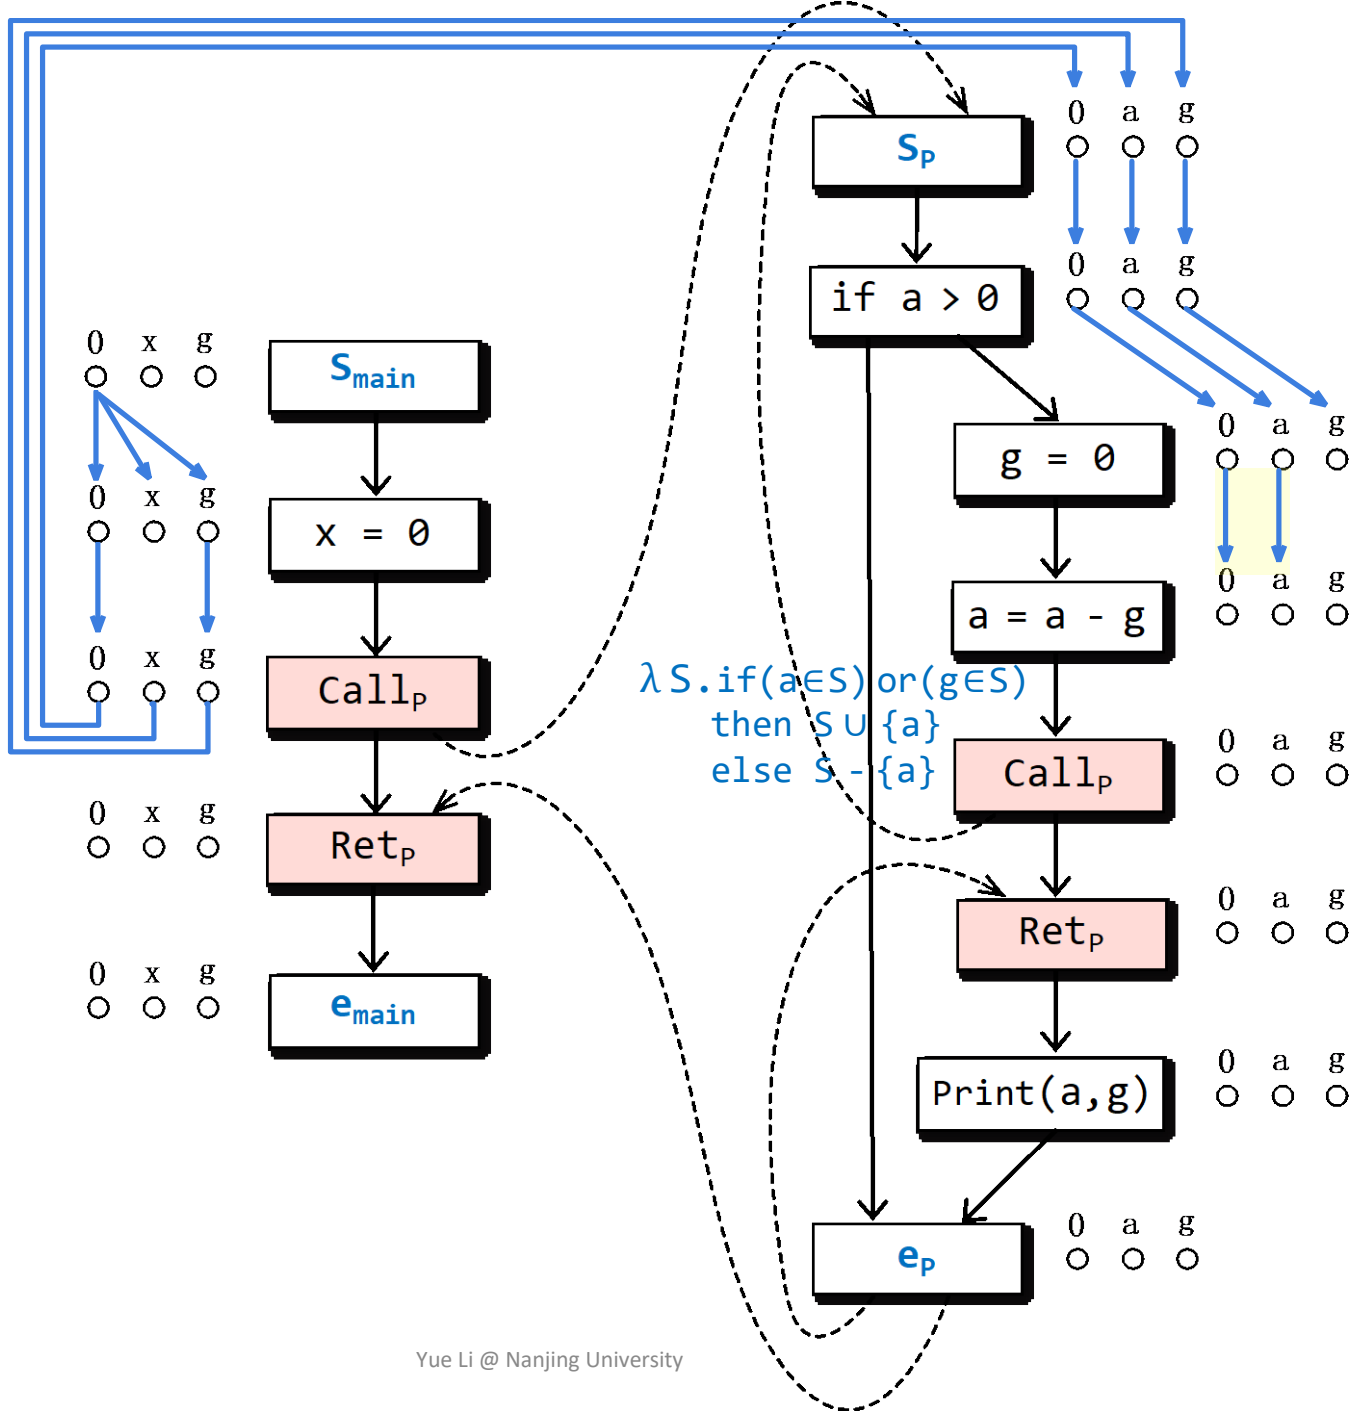 0 a g
S_P
0 a g
if a > 0
0 x g
S_main
0 a g
g = 0
0 x g
x = 0
0 a g
a = a - g
0 x g
Call_P
λ S.if(a∈S)or(g∈S)
then S ∪ {a}
else S - {a}
0 a g
Call_P
0 x g
Ret_P
0 a g
Ret_P
0 x g
e_main
0 a g
Print(a,g)
0 a g
e_P
Yue Li @ Nanjing University